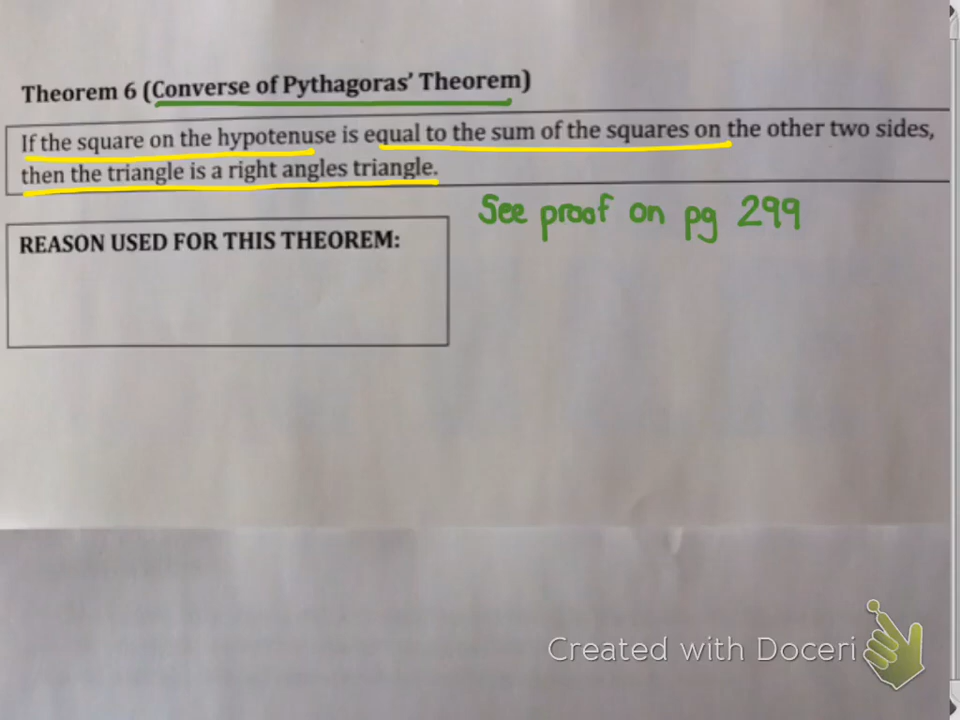 Theorem 6 (Converse of Pythagoras' Theorem)
If the square on the hypotenuse is equal to the sum of the squares on the other two sides,
then the triangle is a right angles triangle.
See proof on pg 299
REASON USED FOR THIS THEOREM:
Created with Doceri